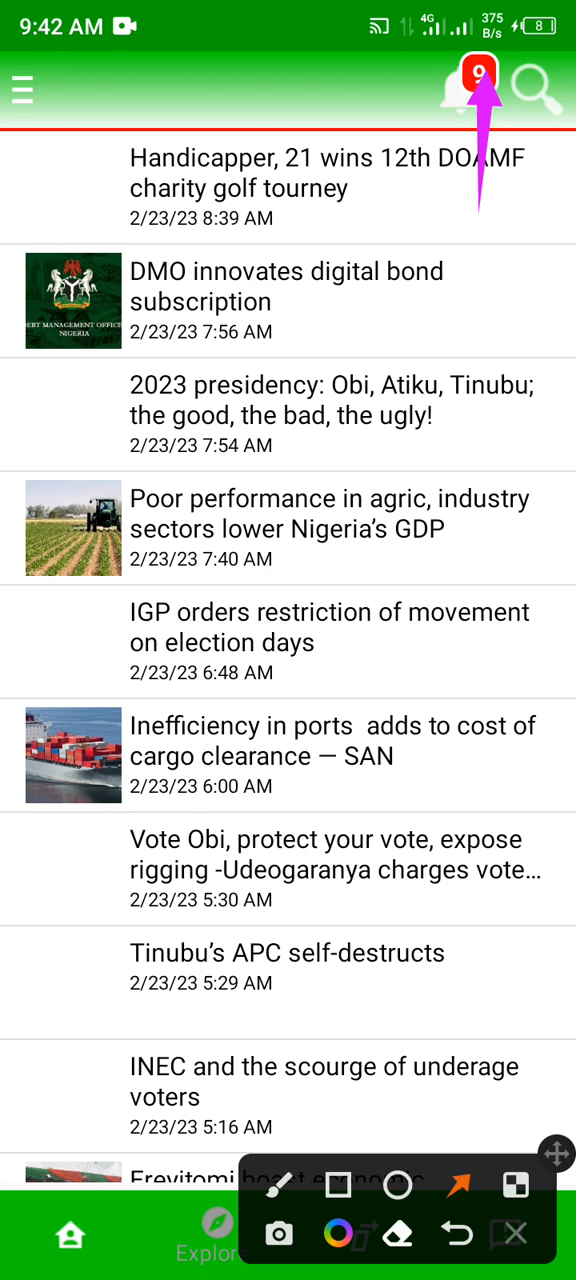 9:42 AM
4G
375
B/s
8
9
Handicapper, 21 wins 12th DOAMF
charity golf tourney
2/23/23 8:39 AM
DMO innovates digital bond
subscription
2/23/23 7:56 AM
DEBT MANAGEMENT OFFICE
NIGERIA
2023 presidency: Obi, Atiku, Tinubu;
the good, the bad, the ugly!
2/23/23 7:54 AM
Poor performance in agric, industry
sectors lower Nigeria’s GDP
2/23/23 7:40 AM
IGP orders restriction of movement
on election days
2/23/23 6:48 AM
Inefficiency in ports  adds to cost of
cargo clearance — SAN
2/23/23 6:00 AM
Vote Obi, protect your vote, expose
rigging -Udeogaranya charges vote…
2/23/23 5:30 AM
Tinubu’s APC self-destructs
2/23/23 5:29 AM
INEC and the scourge of underage
voters
2/23/23 5:16 AM
boast economic
Explor